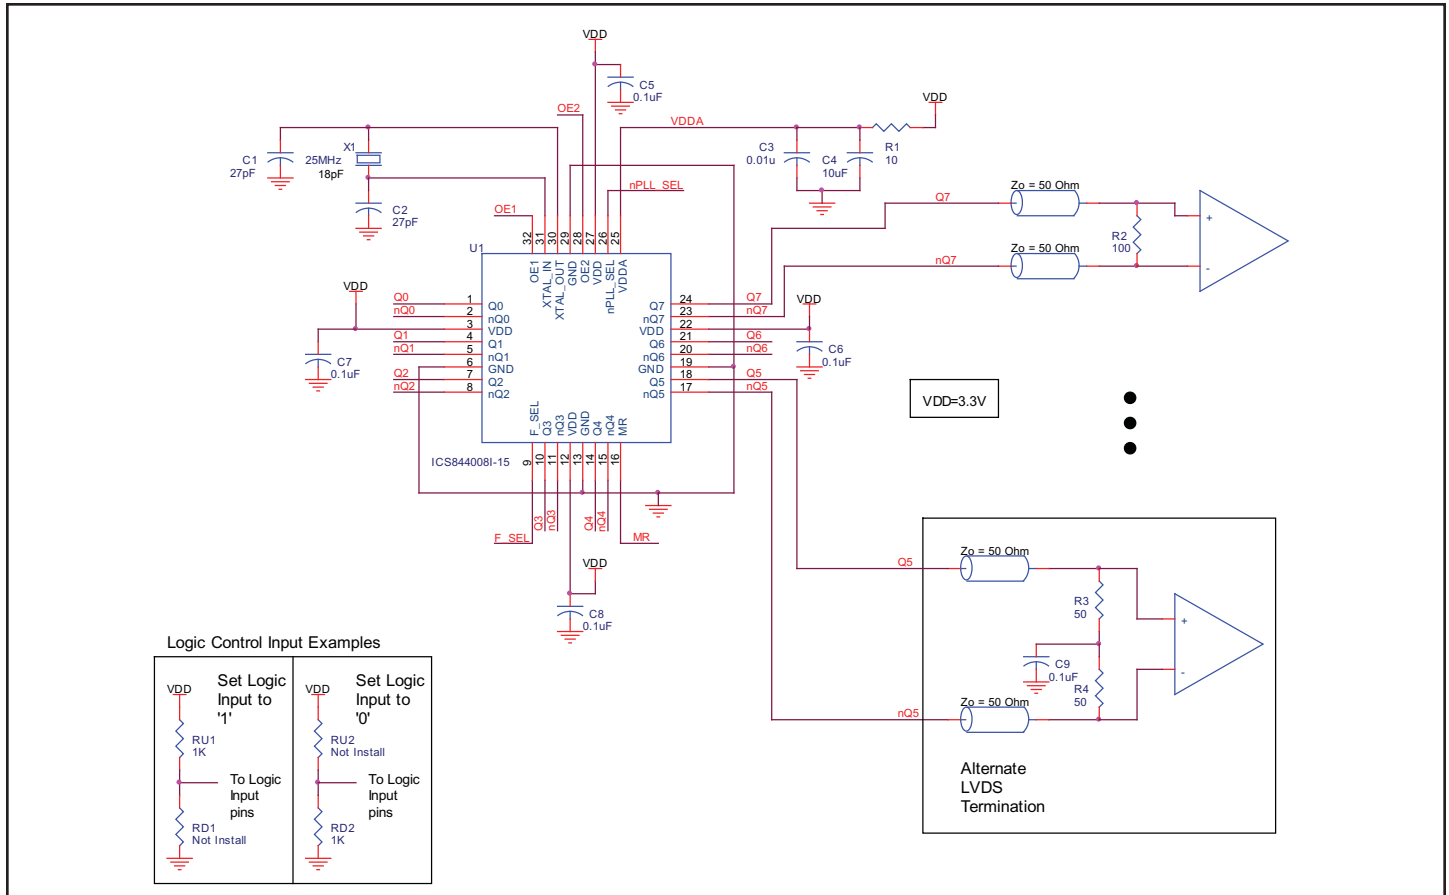 VDD
C5
0.1uF
OE2
VDDA
VDD
C1
27pF
X1
25MHz
18pF
C2
27pF
C3
0.01u
C4
10uF
R1
10
nPLL_SEL
OE1
Q7
Zo = 50 Ohm
+
R2
100
nQ7
Zo = 50 Ohm
-
U1
32
31
30
29
28
27
26
25
OE1
XTAL_IN
XTAL_OUT
GND
OE2
VDD
nPLL_SEL
VDDA
VDD
C7
0.1uF
Q0 1 Q0
nQ0 2 nQ0
3 VDD
Q1 4 Q1
nQ1 5 nQ1
6 GND
Q2 7 Q2
nQ2 8 nQ2
Q7 24 Q7
nQ7 23 nQ7
VDD 22
Q6 21 Q6
nQ6 20 nQ6
GND 19
Q5 18 Q5
nQ5 17 nQ5
VDD
C6
0.1uF
F_SEL
Q3
nQ3
VDD
GND
Q4
nQ4
MR
ICS844008I-15
9
10
11
12
13
14
15
16
F_SEL
Q3
nQ3
Q4
nQ4
MR
VDD
C8
0.1uF
VDD=3.3V
Q5
Zo = 50 Ohm
R3
50
+
C9
0.1uF
R4
50
-
nQ5
Zo = 50 Ohm
Alternate
LVDS
Termination
Logic Control Input Examples
VDD
Set Logic
Input to
'1'
RU1
1K
To Logic
Input
pins
RD1
Not Install
VDD
Set Logic
Input to
'0'
RU2
Not Install
To Logic
Input
pins
RD2
1K